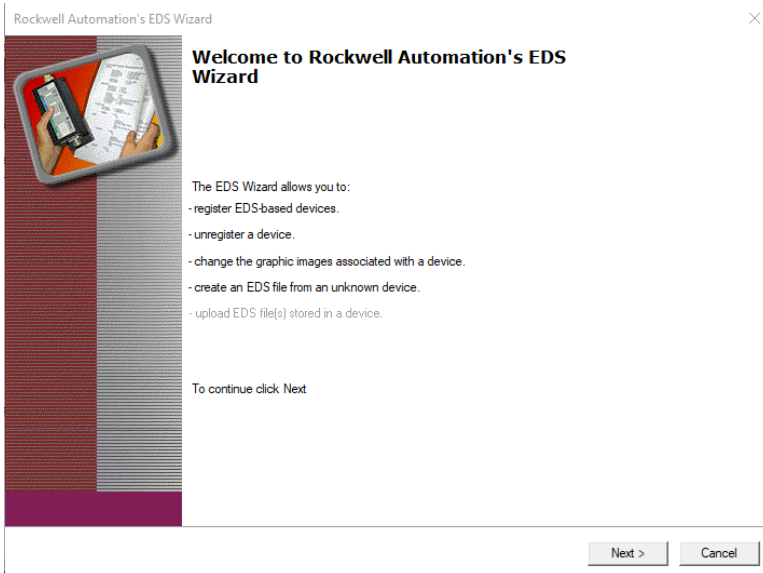 Rockwell Automation's EDS Wizard
Welcome to Rockwell Automation's EDS
Wizard
The EDS Wizard allows you to:
- register EDS-based devices.
- unregister a device.
- change the graphic images associated with a device.
- create an EDS file from an unknown device.
- upload EDS file(s) stored in a device.
To continue click Next
Next >
Cancel